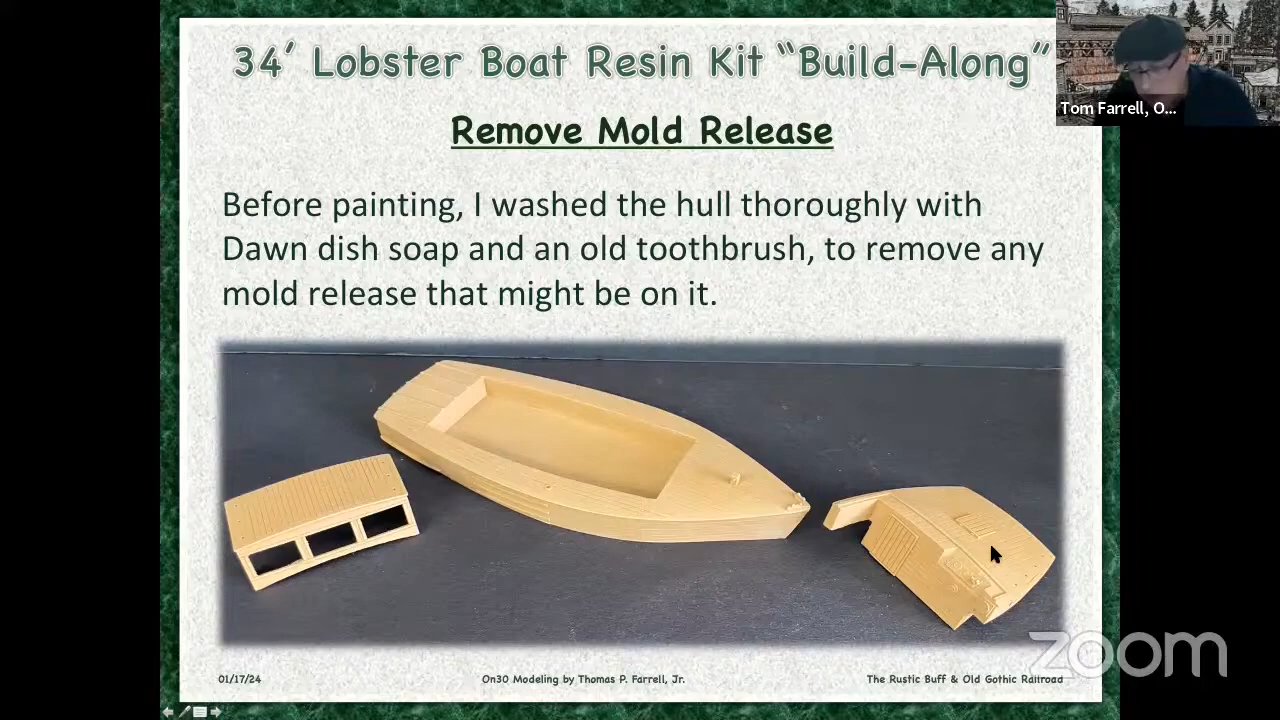 34' Lobster Boat Resin Kit "Build-Along"
Tom Farrell, O...
Remove Mold Release
Before painting, I washed the hull thoroughly with
Dawn dish soap and an old toothbrush, to remove any
mold release that might be on it.
zoom
01/17/24
On30 Modeling by Thomas P. Farrell, Jr.
The Rustic Buff & Old Gothic Railroad